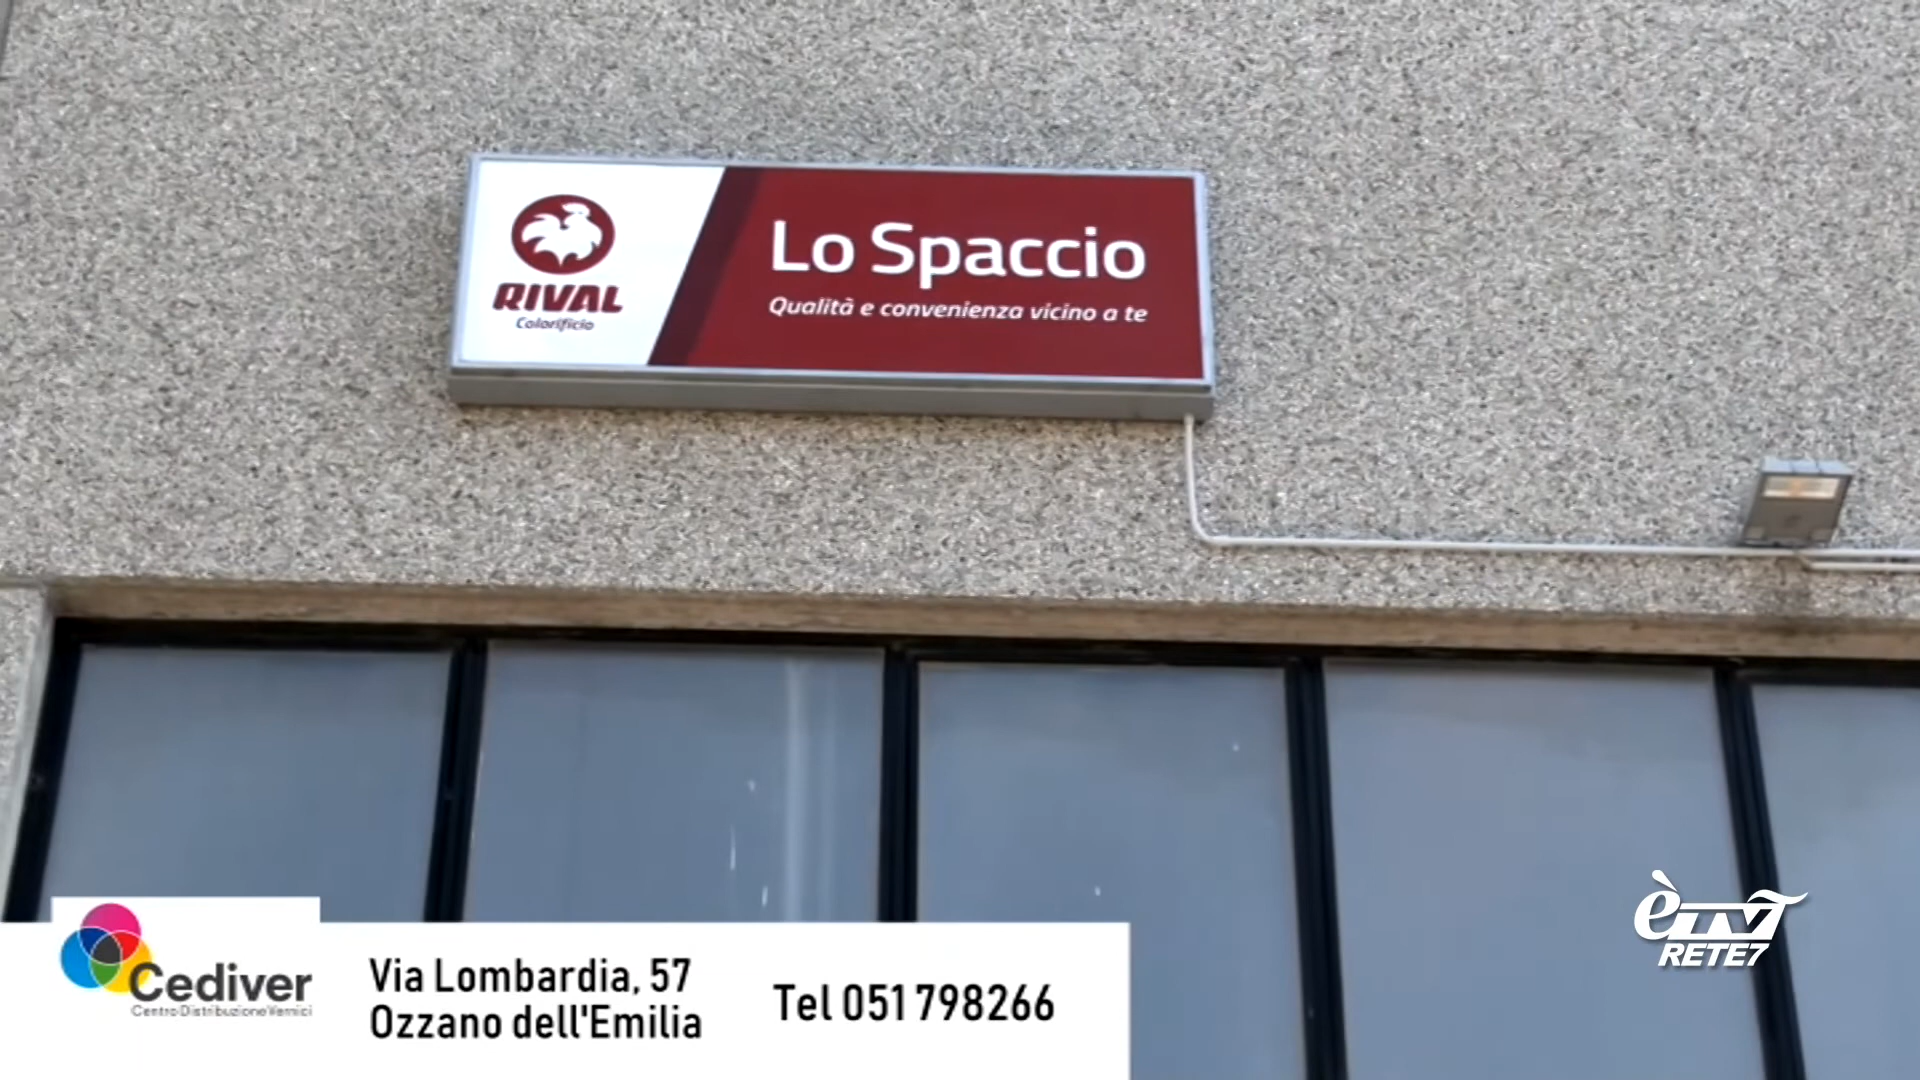 RIVAL
Colorificio
Lo Spaccio
Qualità e convenienza vicino a te
Cediver
Centro Distribuzione Vernici
Via Lombardia, 57
Ozzano dell'Emilia
Tel 051 798266
è TV
RETE7